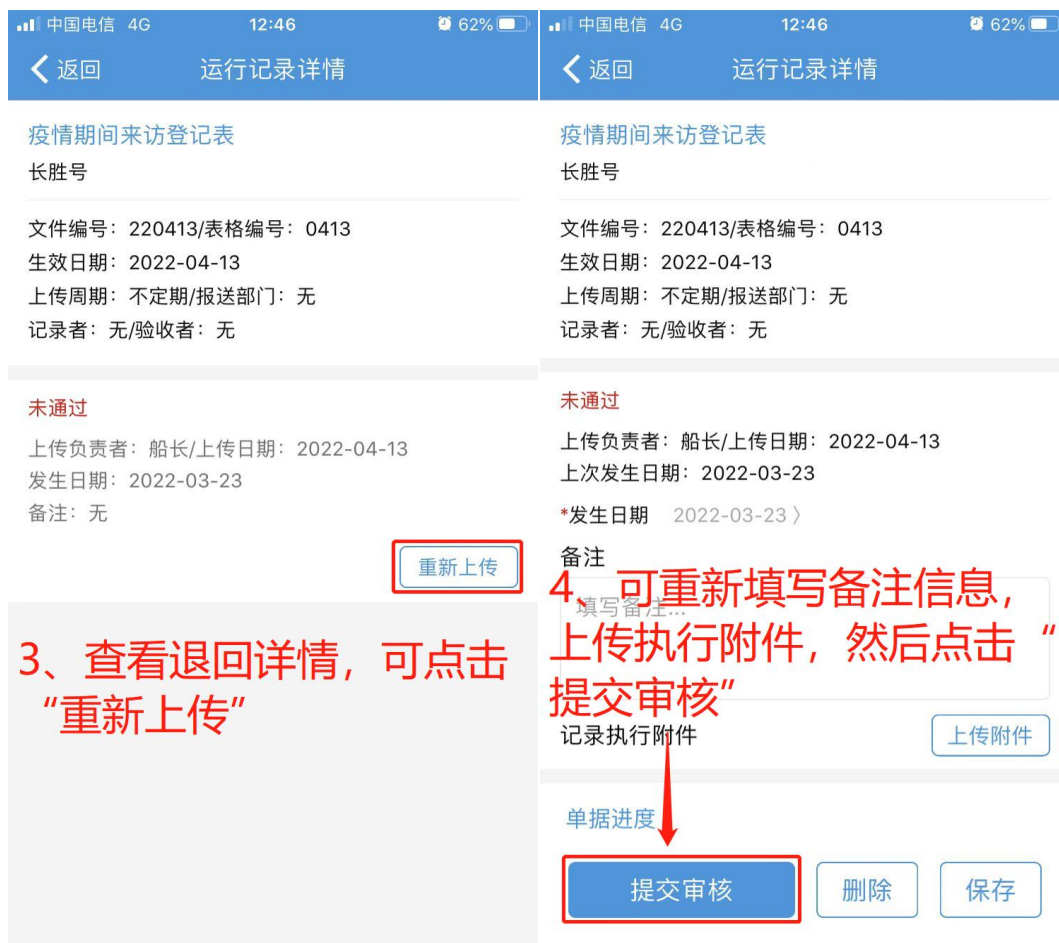 中国电信 4G 12:46 62%
返回 运行记录详情
疫情期间来访登记表
长胜号
文件编号：220413/表格编号：0413
生效日期：2022-04-13
上传周期：不定期/报送部门：无
记录者：无/验收者：无
未通过
上传负责者：船长/上传日期：2022-04-13
发生日期：2022-03-23
备注：无
重新上传
3、查看退回详情，可点击
“重新上传”
中国电信 4G 12:46 62%
返回 运行记录详情
疫情期间来访登记表
长胜号
文件编号：220413/表格编号：0413
生效日期：2022-04-13
上传周期：不定期/报送部门：无
记录者：无/验收者：无
未通过
上传负责者：船长/上传日期：2022-04-13
上次发生日期：2022-03-23
*发生日期 2022-03-23 〉
备注
填写备注...
4、可重新填写备注信息，
上传执行附件，然后点击“
提交审核”
记录执行附件 上传附件
单据进度
提交审核 删除 保存